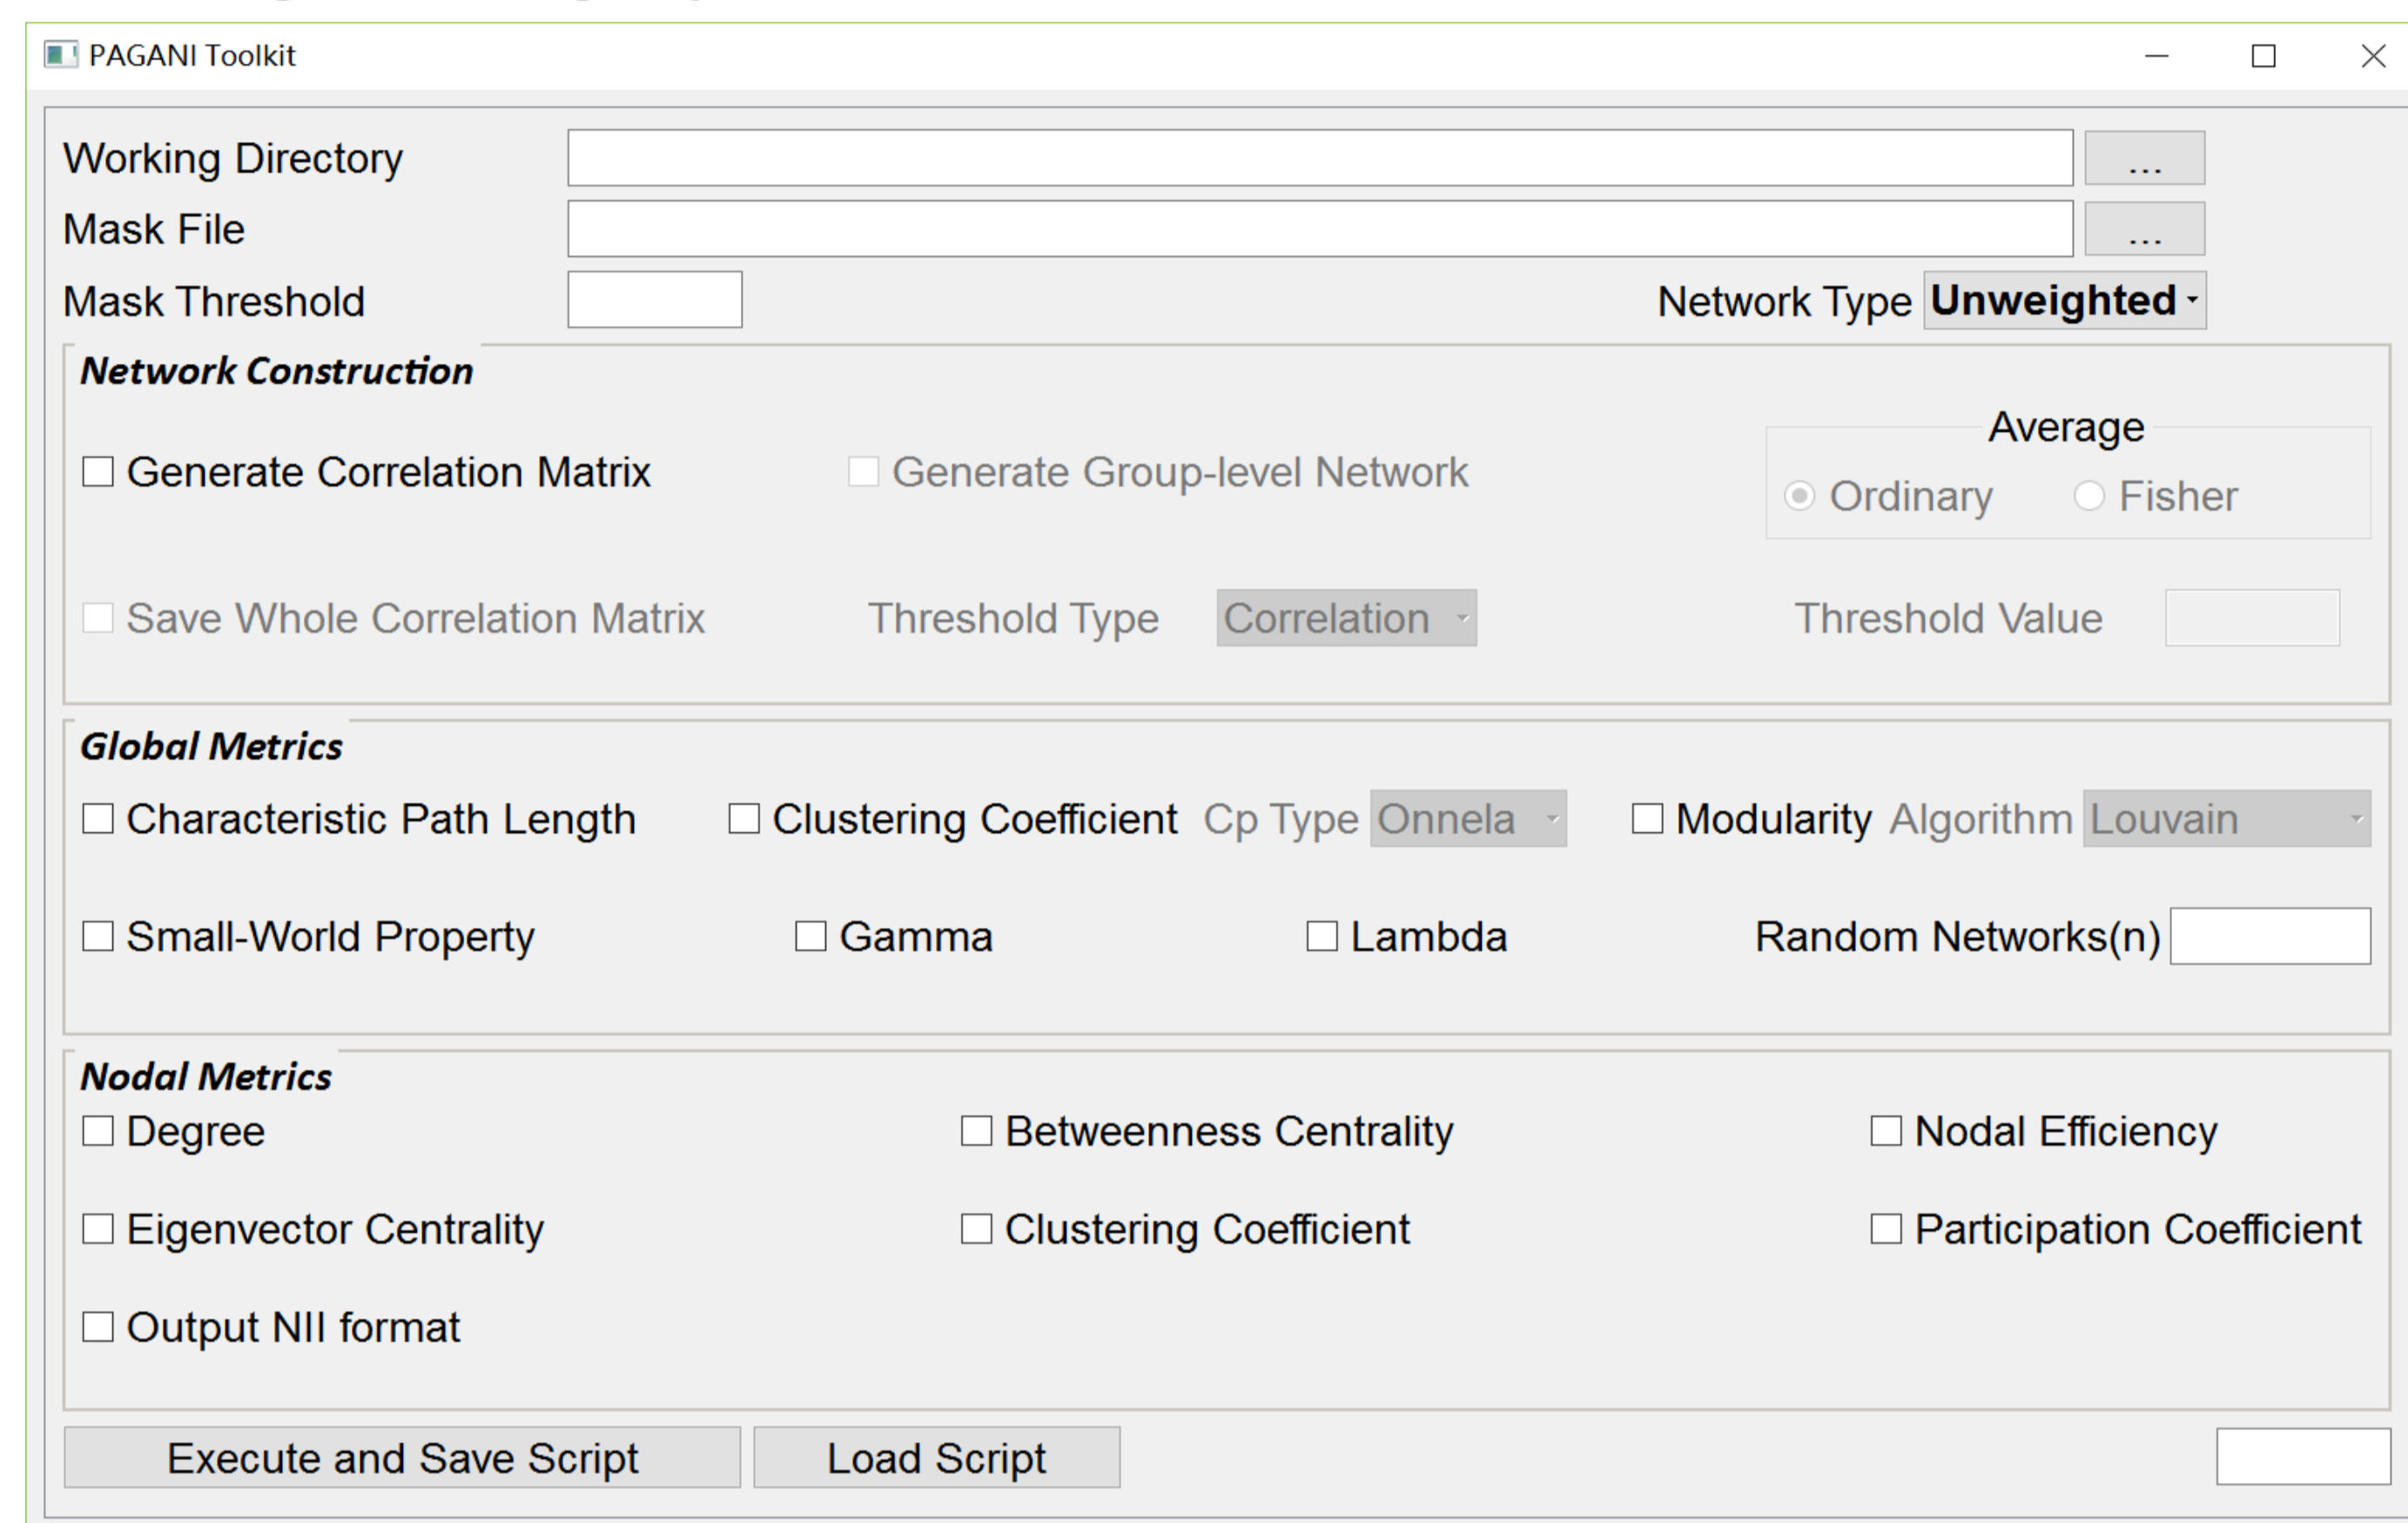 PAGANI Toolkit
Working Directory ...
Mask File ...
Mask Threshold Network Type Unweighted
Network Construction
Average
Generate Correlation Matrix Generate Group-level Network
Ordinary Fisher
Save Whole Correlation Matrix Threshold Type Correlation Threshold Value
Global Metrics
Characteristic Path Length Clustering Coefficient Cp Type Onnela Modularity Algorithm Louvain
Small-World Property Gamma Lambda Random Networks(n)
Nodal Metrics
Degree Betweenness Centrality Nodal Efficiency
Eigenvector Centrality Clustering Coefficient Participation Coefficient
Output NII format
Execute and Save Script Load Script